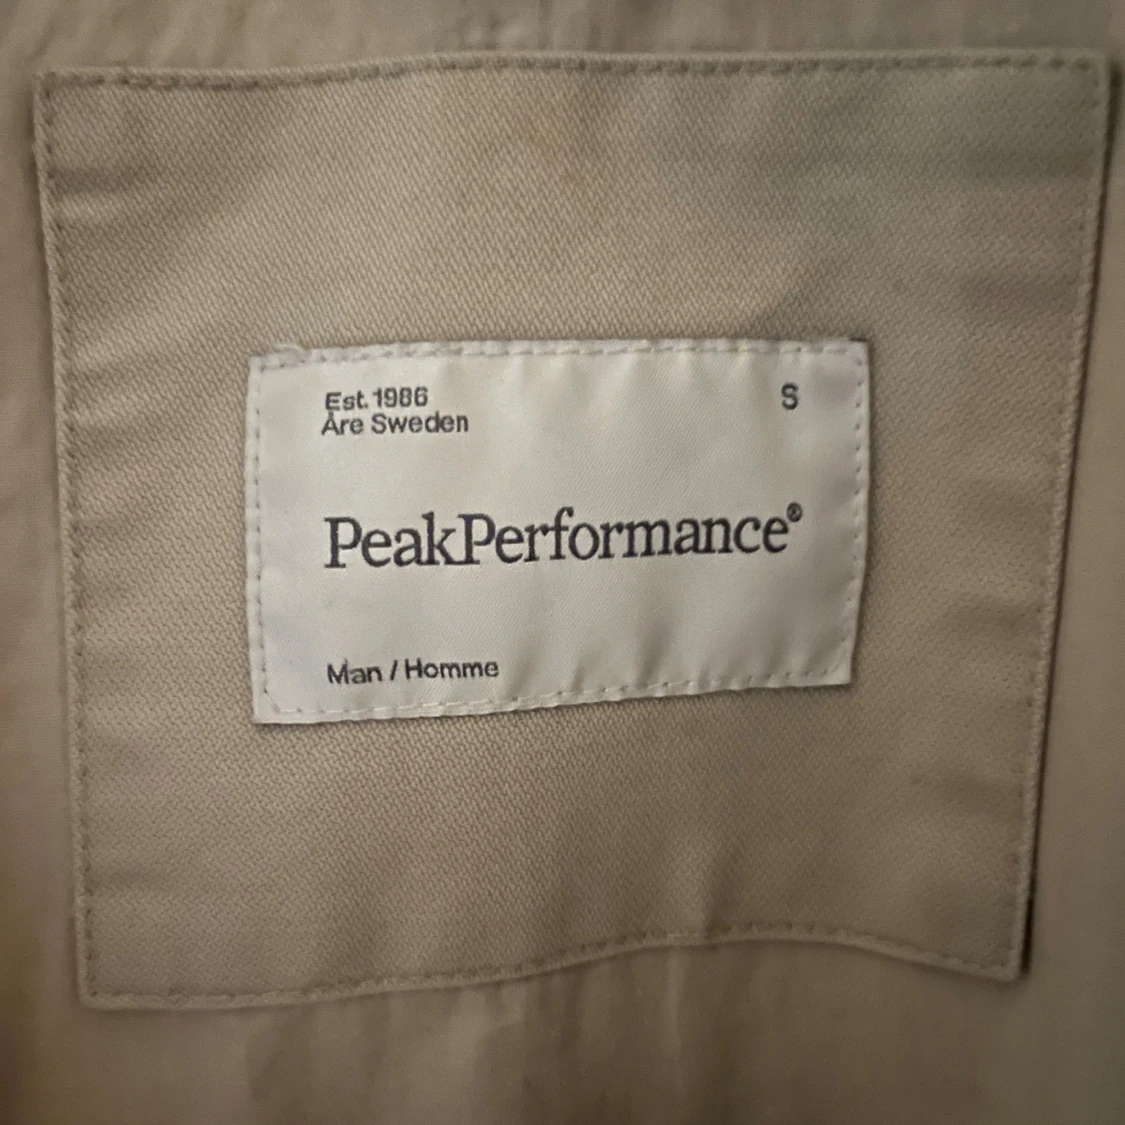 Est. 1986
Åre Sweden
S
PeakPerformance®
Man / Homme